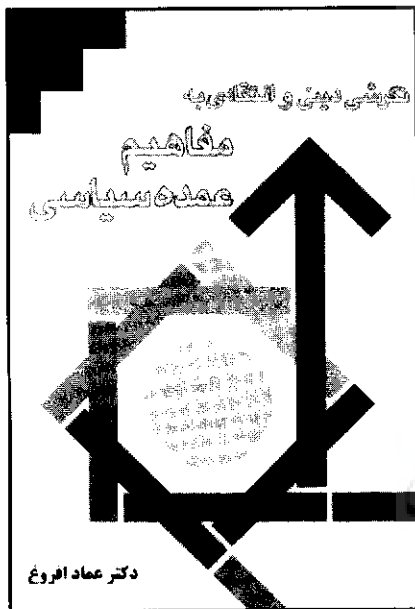 نگرشی دینی و انتقادی به
مفاهیم
عمده سیاسی
دکتر عماد افروغ